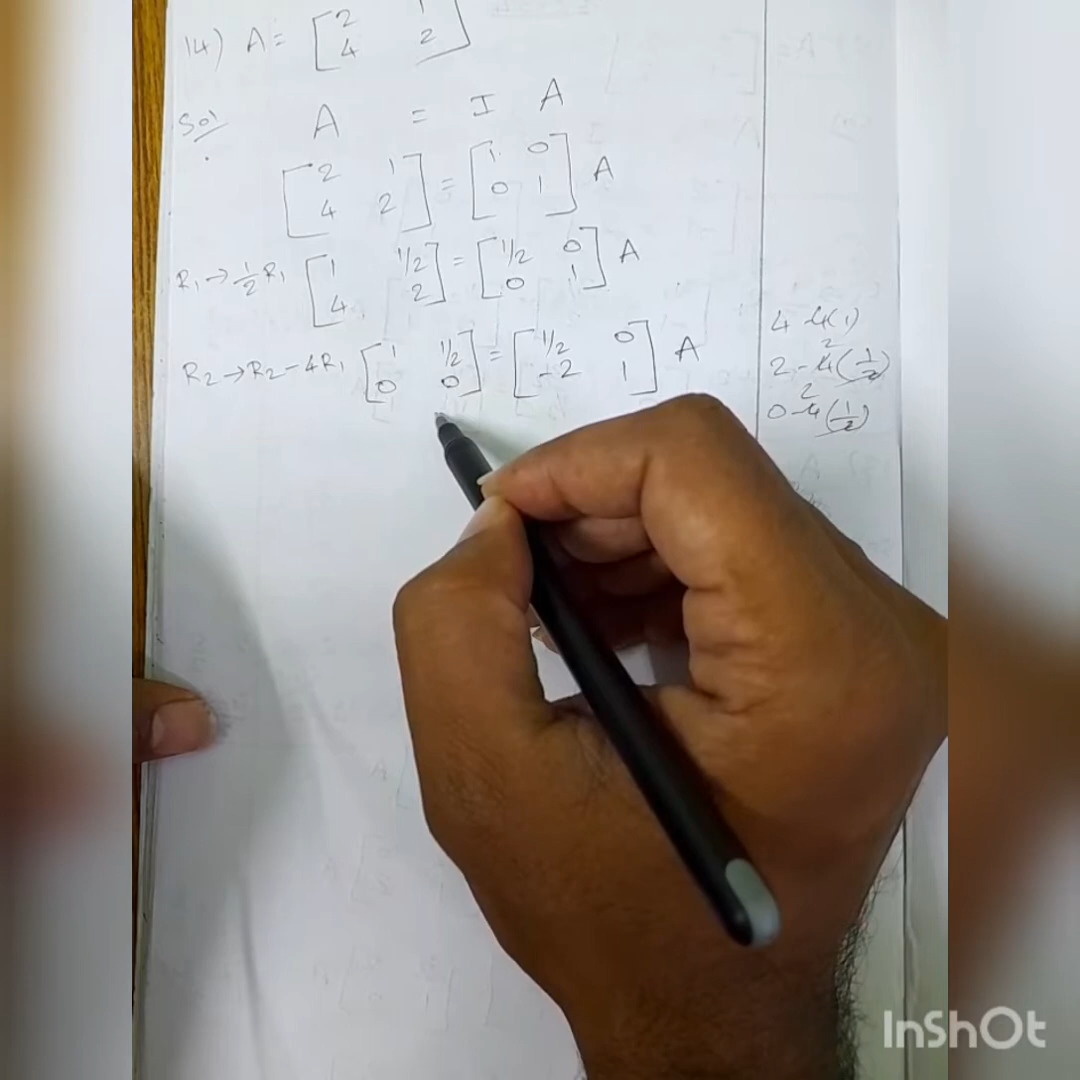 14) A = [2 1
4 2]
Sol A = I A
[2 1
4 2] = [1 0
0 1] A
R₁→½R₁ [1 1/2
4 2] = [1/2 0
0 1] A
R₂→R₂-4R₁ [1 1/2
0 0] = [1/2 0
-2 1] A
4-4(1)
2-4(1/2) 2
0-4(1/2) 2
InShOt